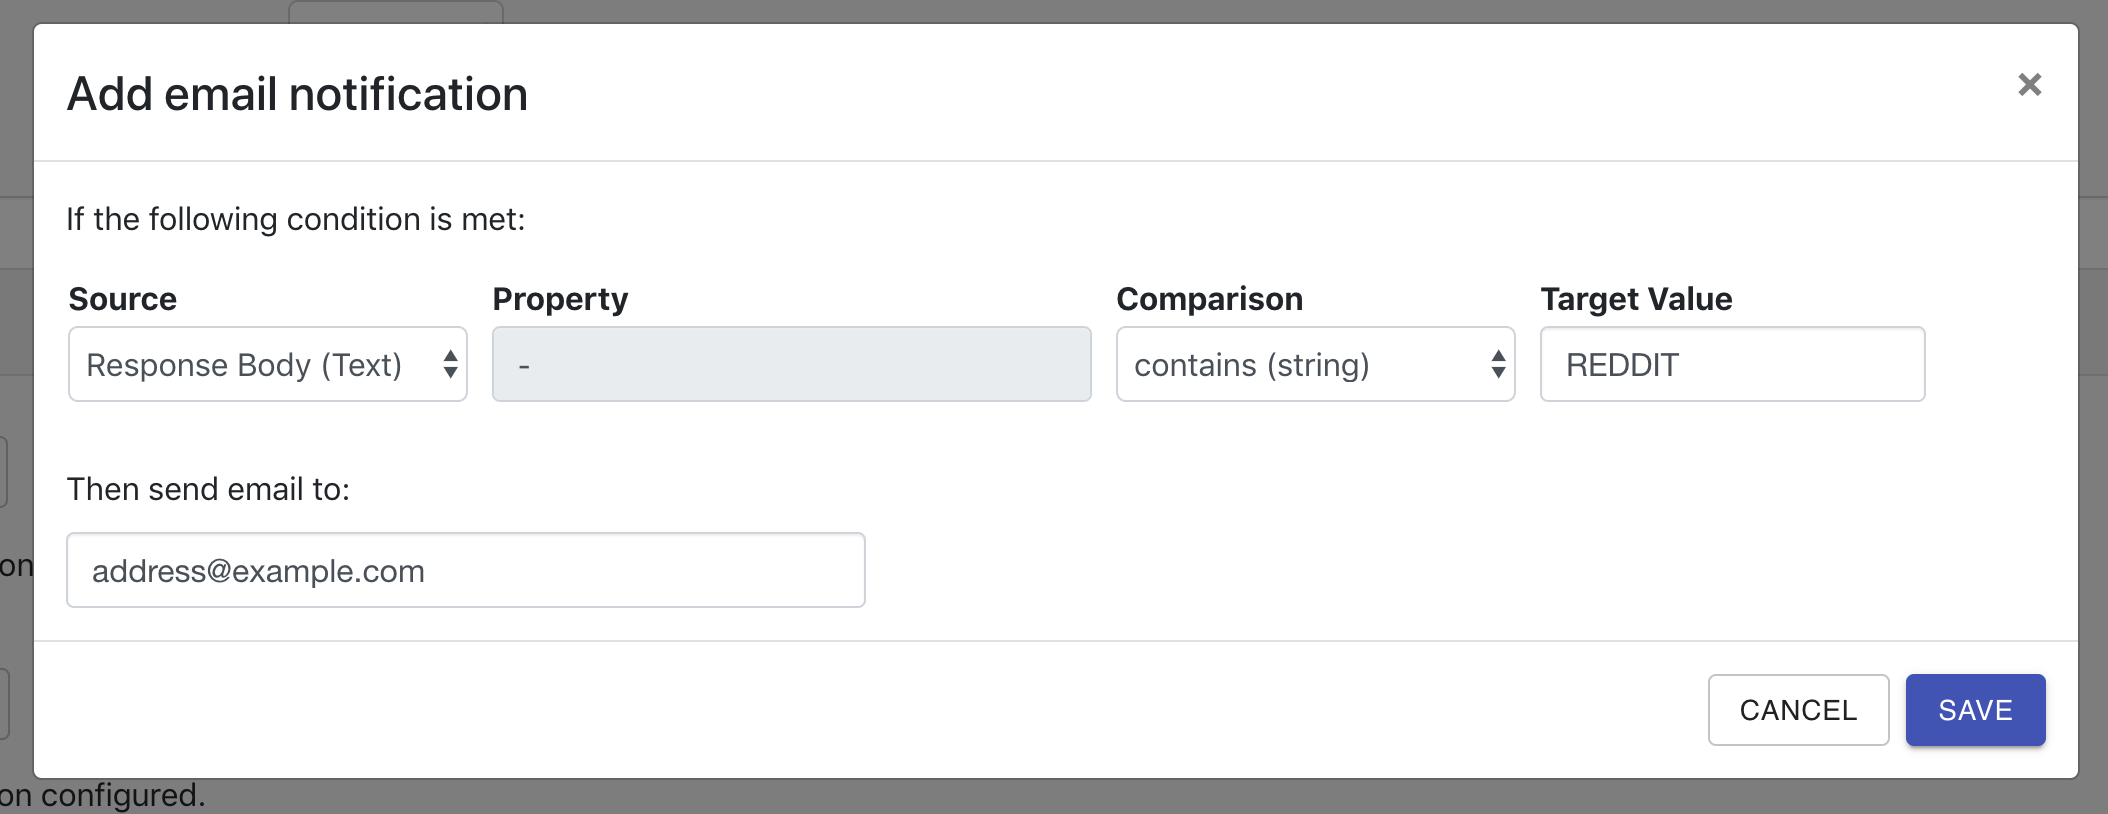 Add email notification ×
If the following condition is met:
Source Property Comparison Target Value
Response Body (Text) - contains (string) REDDIT
Then send email to:
on
address@example.com
CANCEL SAVE
on configured.